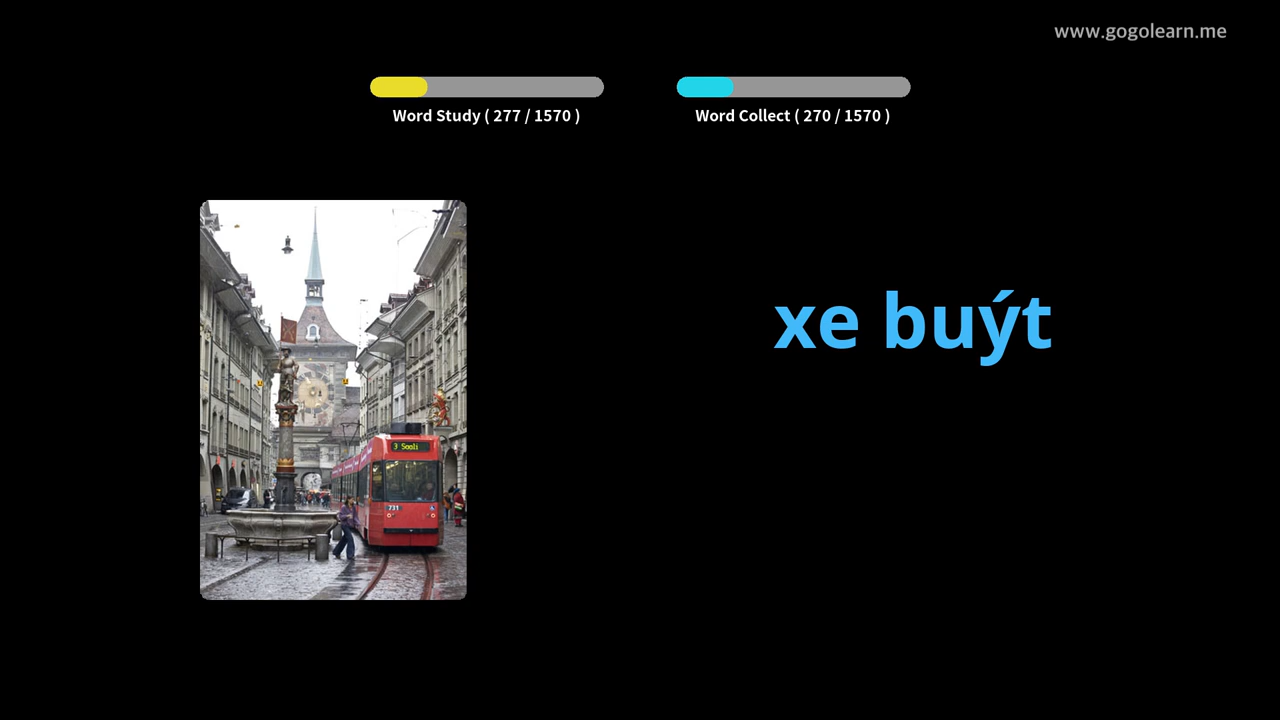 www.gogolearn.me
Word Study ( 277 / 1570 )
Word Collect ( 270 / 1570 )
xe buýt
3 Saali
731